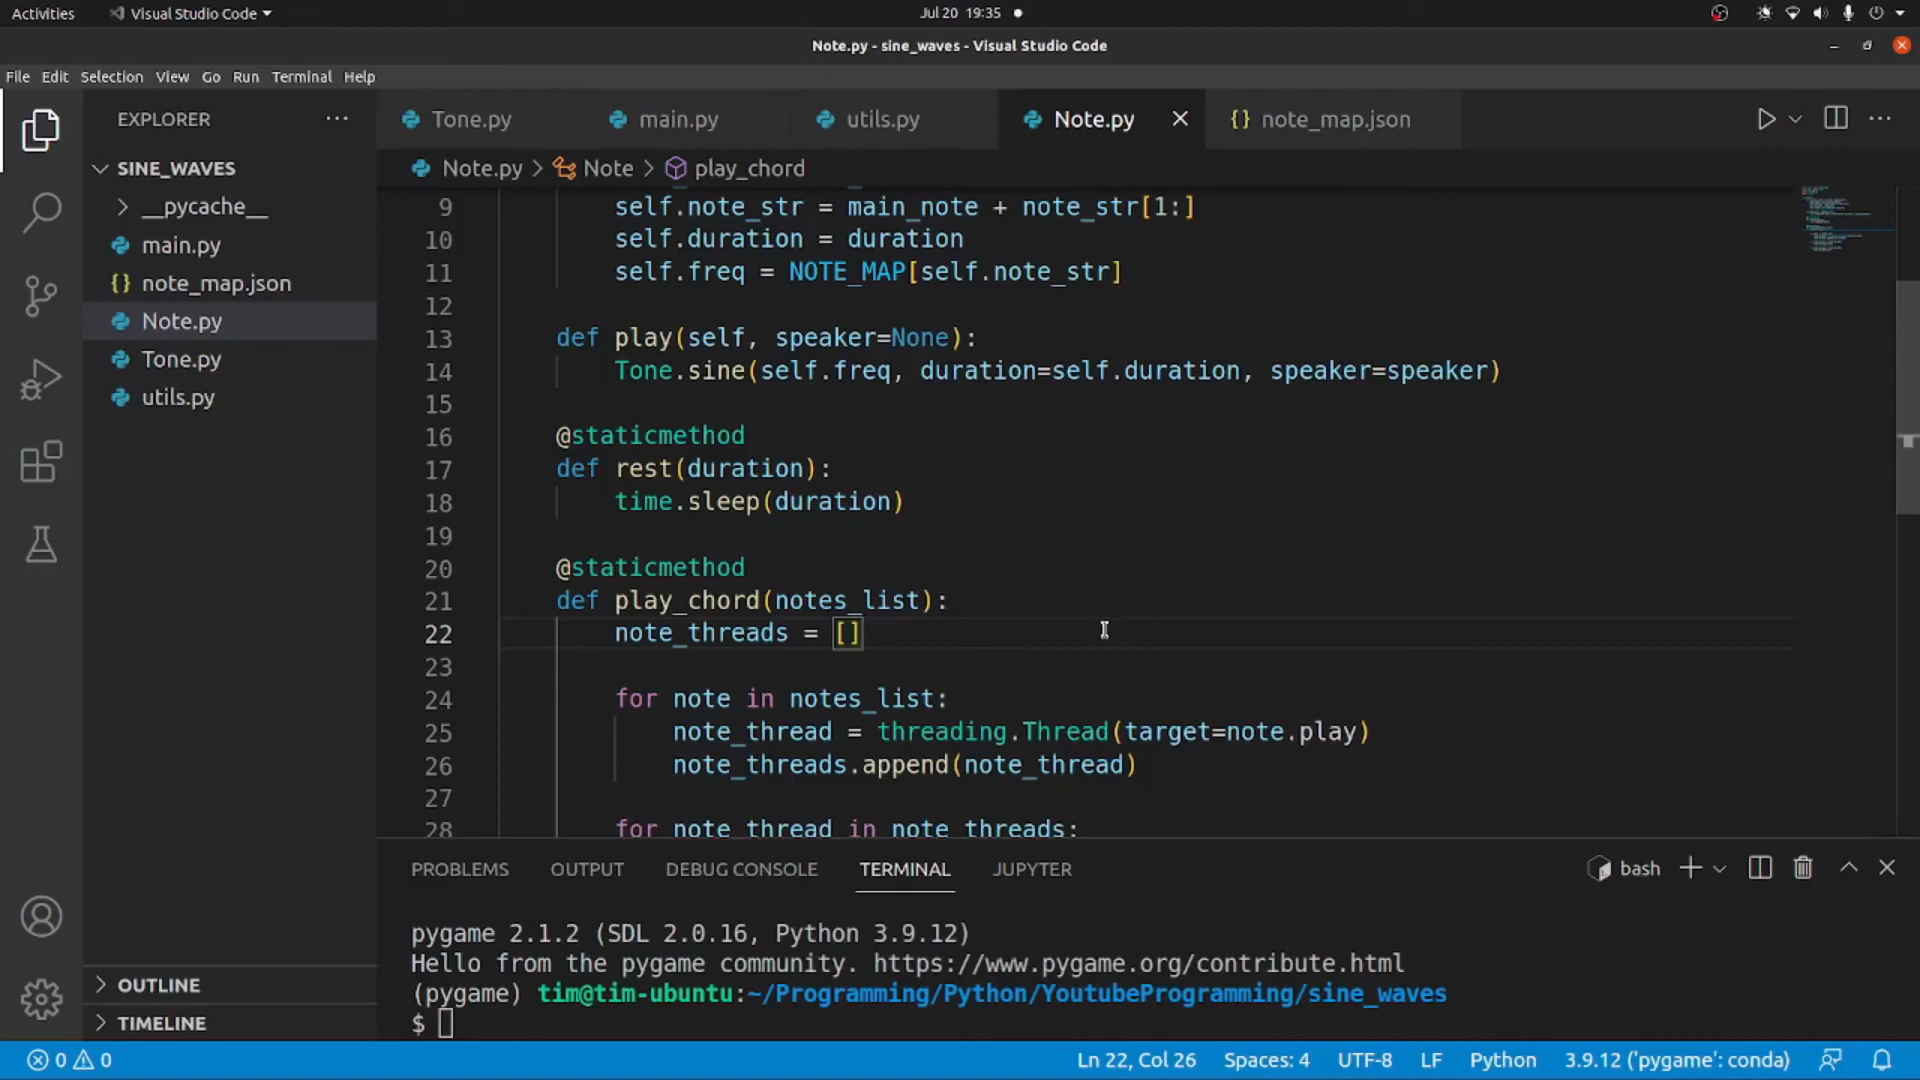 Activities Visual Studio Code Jul 20 19:35
Note.py - sine_waves - Visual Studio Code
File Edit Selection View Go Run Terminal Help
EXPLORER
SINE_WAVES
__pycache__
main.py
note_map.json
Note.py
Tone.py
utils.py
OUTLINE
TIMELINE
Tone.py main.py utils.py Note.py note_map.json
Note.py > Note > play_chord
9 self.note_str = main_note + note_str[1:]
10 self.duration = duration
11 self.freq = NOTE_MAP[self.note_str]
12
13 def play(self, speaker=None):
14 Tone.sine(self.freq, duration=self.duration, speaker=speaker)
15
16 @staticmethod
17 def rest(duration):
18 time.sleep(duration)
19
20 @staticmethod
21 def play_chord(notes_list):
22 note_threads = []
23
24 for note in notes_list:
25 note_thread = threading.Thread(target=note.play)
26 note_threads.append(note_thread)
27
28 for note_thread in note_threads:
PROBLEMS OUTPUT DEBUG CONSOLE TERMINAL JUPYTER bash
pygame 2.1.2 (SDL 2.0.16, Python 3.9.12)
Hello from the pygame community. https://www.pygame.org/contribute.html
(pygame) tim@tim-ubuntu:~/Programming/Python/YoutubeProgramming/sine_waves
$
0 0 Ln 22, Col 26 Spaces: 4 UTF-8 LF Python 3.9.12 ('pygame': conda)